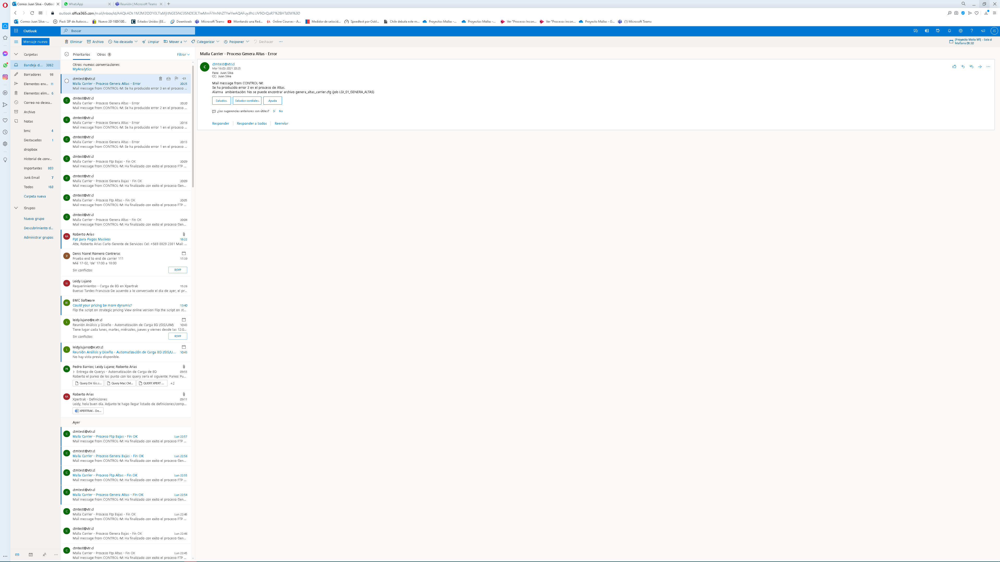 Correo: Juan Silva - Outlook
WhatsApp
Reunión | Microsoft Teams
outlook.office365.com/mail/inbox/id/
Correo: Juan Silva -...
Pack SIP de Autoco...
Nuevo 20-180X100...
Estados Unidos (EE...
Downloads
Microsoft Teams
Montando una Red...
Online Courses - A...
Medidor de velocid...
Speedtest por Ookl...
Chile debuta este m...
Proyectos Mallas -...
Proyectos Mallas -...
Ver "Procesos Incon...
Ver "Procesos incon...
Proyecto Mallas - O...
(1) Microsoft Teams
Outlook
Buscar
JS
Mensaje nuevo
Eliminar
Archivo
No deseado
Limpiar
Mover a
Categorizar
Posponer
Deshacer
[Proyecto Malla M1] - Sala d
Mañana 08:30
Carpetas
Bandeja d... 3062
Borradores 98
Elementos env... 11
Elementos elim... 6
Correo no desea...
Archivo
Notas
bmc 4
Destacados 1
dropbox
Historial de conv...
Importantes 803
Junk Email 7
Todos 160
Carpeta nueva
Grupos
Nuevo grupo
Descubrimiento d...
Administrar grupos
Prioritarios
Otros 1
Filtrar
Otros: nuevas conversaciones
MyAnalytics
ctmtest@vtr.cl
Malla Carrier - Proceso Genera Altas - Error 20:25
Mail message from CONTROL-M: Se ha producido error 3 en el proceso ...
C
ctmtest@vtr.cl
Malla Carrier - Proceso Genera Altas - Error 20:20
Mail message from CONTROL-M: Se ha producido error 2 en el proceso ...
C
ctmtest@vtr.cl
Malla Carrier - Proceso Genera Altas - Error 20:16
Mail message from CONTROL-M: Se ha producido error 1 en el proceso ...
C
ctmtest@vtr.cl
Malla Carrier - Proceso Genera Altas - Error 20:13
Mail message from CONTROL-M: Se ha producido error 1 en el proceso ...
C
ctmtest@vtr.cl
Malla Carrier - Proceso Ftp Bajas - Fin OK 20:09
Mail message from CONTROL-M: Ha finalizado con exito el proceso FTP ...
C
ctmtest@vtr.cl
Malla Carrier - Proceso Genera Bajas - Fin OK 20:09
Mail message from CONTROL-M: Ha finalizado con exito el proceso Gen...
C
ctmtest@vtr.cl
Malla Carrier - Proceso Ftp Altas - Fin OK 20:05
Mail message from CONTROL-M: Ha finalizado con exito el proceso FTP ...
C
ctmtest@vtr.cl
Malla Carrier - Proceso Genera Altas - Fin OK 20:04
Mail message from CONTROL-M: Ha finalizado con exito el proceso Gen...
RA
Roberto Arias
Ppt para Pagos Masivos 18:22
Atte, Roberto Arias Carlo Gerente de Servicios Cel: +569 8829 2381 Mail: ...
D
Denis Nairel Romero Contreras
Prueba end to end de carrier 111 17:39
Mié 17-02, 'de' 17:00 a 18:00
Sin conflictos RSVP
LL
Leidy Lujano
Requerimientos - Carga de BD en Xpertrak 15:26
Buenas Tardes Francisco De acuerdo a lo conversado el dia de ayer, el pr...
BS
BMC Software
Could your pricing be more dynamic? 13:40
Flip the script on strategic pricing View online version Flip the script on st...
L
leidy.lujano@e.vtr.cl
Reunión Análisis y Diseño - Automatización de Carga BD (GIS/UIM) 10:43
Tiene lugar cada lunes, martes, miércoles, jueves y viernes desde las 12:0...
Sin conflictos RSVP
L
leidy.lujano@e.vtr.cl
Reunión Análisis y Diseño - Automatización de Carga BD (GIS/U... 10:43
No hay vista previa disponible.
PB
Pedro Barrios; Leidy Lujano; Roberto Arias
Entrega de Querys - Automatización de Carga de BD 09:55
Roberto el pareo de los punto con los query sería el siguiente: Pareo: Pu...
Query Dir Gis.s... Query Mac CM... QUERY XPERT ... +2
RA
Roberto Arias
Xpertrak - Definiciones 09:11
Leidy, hola buen día. Adjunto te hago llegar listado de definiciones/comp...
XPERTRAK - De...
Ayer
C
ctmtest@vtr.cl
Malla Carrier - Proceso Ftp Bajas - Fin OK Lun 22:57
Mail message from CONTROL-M: Ha finalizado con exito el proceso FTP ...
C
ctmtest@vtr.cl
Malla Carrier - Proceso Genera Bajas - Fin OK Lun 22:56
Mail message from CONTROL-M: Ha finalizado con exito el proceso Gen...
C
ctmtest@vtr.cl
Malla Carrier - Proceso Ftp Altas - Fin OK Lun 22:55
Mail message from CONTROL-M: Ha finalizado con exito el proceso FTP ...
C
ctmtest@vtr.cl
Malla Carrier - Proceso Genera Altas - Fin OK Lun 22:54
Mail message from CONTROL-M: Ha finalizado con exito el proceso Gen...
C
ctmtest@vtr.cl
Malla Carrier - Proceso Ftp Bajas - Fin OK Lun 22:48
Mail message from CONTROL-M: Ha finalizado con exito el proceso FTP ...
C
ctmtest@vtr.cl
Malla Carrier - Proceso Genera Bajas - Fin OK Lun 22:46
Mail message from CONTROL-M: Ha finalizado con exito el proceso Gen...
C
ctmtest@vtr.cl
Malla Carrier - Proceso Ftp Altas - Fin OK Lun 22:45
Mail message from CONTROL-M: Ha finalizado con exito el proceso FTP ...
Malla Carrier - Proceso Genera Altas - Error
C
ctmtest@vtr.cl
Mar 16-02-2021 20:25
Para: Juan Silva
CC: Juan Silva
Mail message from CONTROL-M:
Se ha producido error 3 en el proceso de Altas.
Alarma ambientación: No se puede encontrar archivo genera_altas_carrier.cfg (job LDI_01_GENERA_ALTAS)
Saludos. Saludos cordiales. Ayuda
¿Las sugerencias anteriores son útiles? Sí No
Responder Responder a todos Reenviar